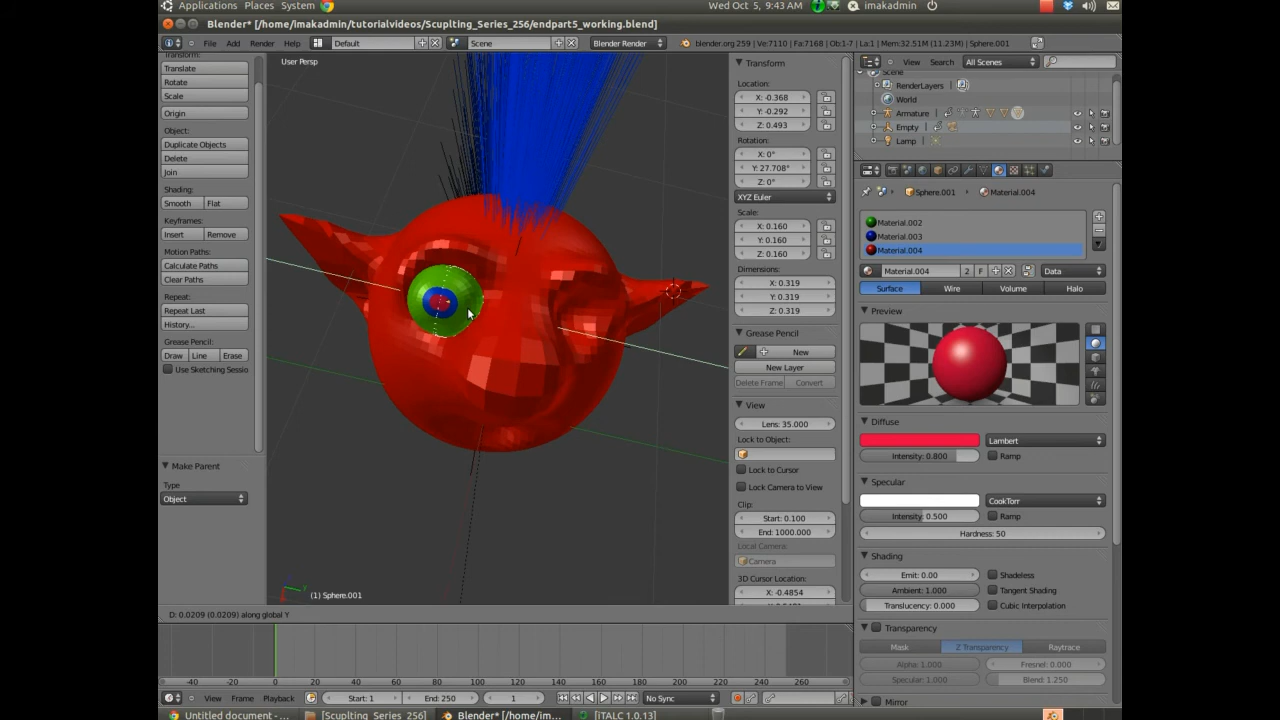 Applications Places System Wed Oct 5, 9:43 AM imakadmin
Blender* [/home/imakadmin/tutorialvideos/Scuplting_Series_256/endpart5_working.blend]
File Add Render Help Default Scene Blender Render blender.org 259 | Ve:7110 | Fa:7168 | Ob:1-7 | La:1 | Mem:32.51M (11.23M) | Sphere.001
Transform:
Translate
Rotate
Scale
Origin
Object:
Duplicate Objects
Delete
Join
Shading:
Smooth Flat
Keyframes:
Insert Remove
Motion Paths:
Calculate Paths
Clear Paths
Repeat:
Repeat Last
History...
Grease Pencil:
Draw Line Erase
Use Sketching Sessio
Make Parent
Type
Object
User Persp
(1) Sphere.001
D: 0.0209 (0.0209) along global Y
Transform
Location:
X: -0.368
Y: -0.292
Z: 0.493
Rotation:
X: 0°
Y: 27.708°
Z: 0°
XYZ Euler
Scale:
X: 0.160
Y: 0.160
Z: 0.160
Dimensions:
X: 0.319
Y: 0.319
Z: 0.319
Grease Pencil
New
New Layer
Delete Frame Convert
View
Lens: 35.000
Lock to Object:
Lock to Cursor
Lock Camera to View
Clip:
Start: 0.100
End: 1000.000
Local Camera:
Camera
3D Cursor Location:
X: -0.4854
View Search All Scenes
Scene
RenderLayers
World
Armature
Empty
Lamp
Sphere.001 Material.004
Material.002
Material.003
Material.004
Material.004 2 F Data
Surface Wire Volume Halo
Preview
Diffuse
Lambert
Intensity: 0.800 Ramp
Specular
CookTorr
Intensity: 0.500 Ramp
Hardness: 50
Shading
Emit: 0.00 Shadeless
Ambient: 1.000 Tangent Shading
Translucency: 0.000 Cubic Interpolation
Transparency
Mask Z Transparency Raytrace
Alpha: 1.000 Fresnel: 0.000
Specular: 1.000 Blend: 1.250
Mirror
-40 -20 0 20 40 60 80 100 120 140 160 180 200 220 240 260
View Frame Playback Start: 1 End: 250 1 No Sync
Untitled document - ... [Scuplting_Series_256] Blender* [/home/im... [iTALC 1.0.13]